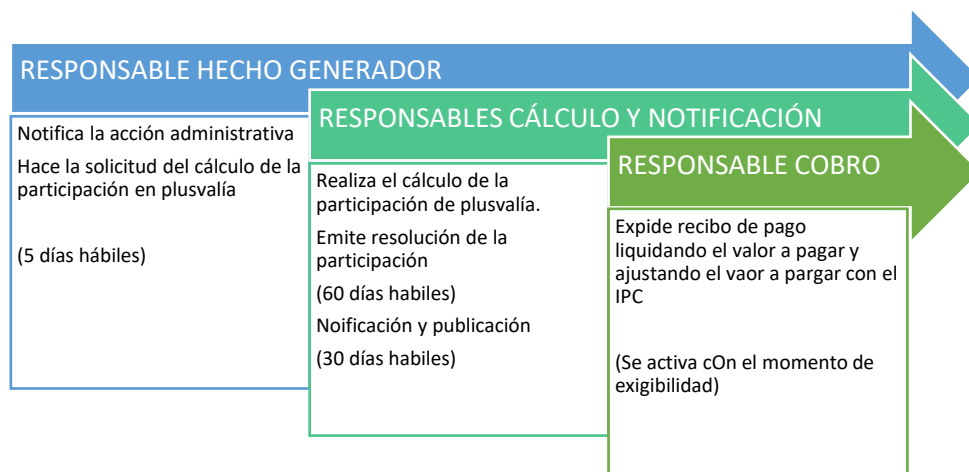 RESPONSABLE HECHO GENERADOR
Notifica la acción administrativa
Hace la solicitud del cálculo de la
participación en plusvalía
(5 días hábiles)
RESPONSABLES CÁLCULO Y NOTIFICACIÓN
Realiza el cálculo de la
participación de plusvalía.
Emite resolución de la
participación
(60 días habiles)
Noificación y publicación
(30 días habiles)
RESPONSABLE COBRO
Expide recibo de pago
liquidando el valor a pagar y
ajustando el vaor a pargar con el
IPC
(Se activa cOn el momento de
exigibilidad)